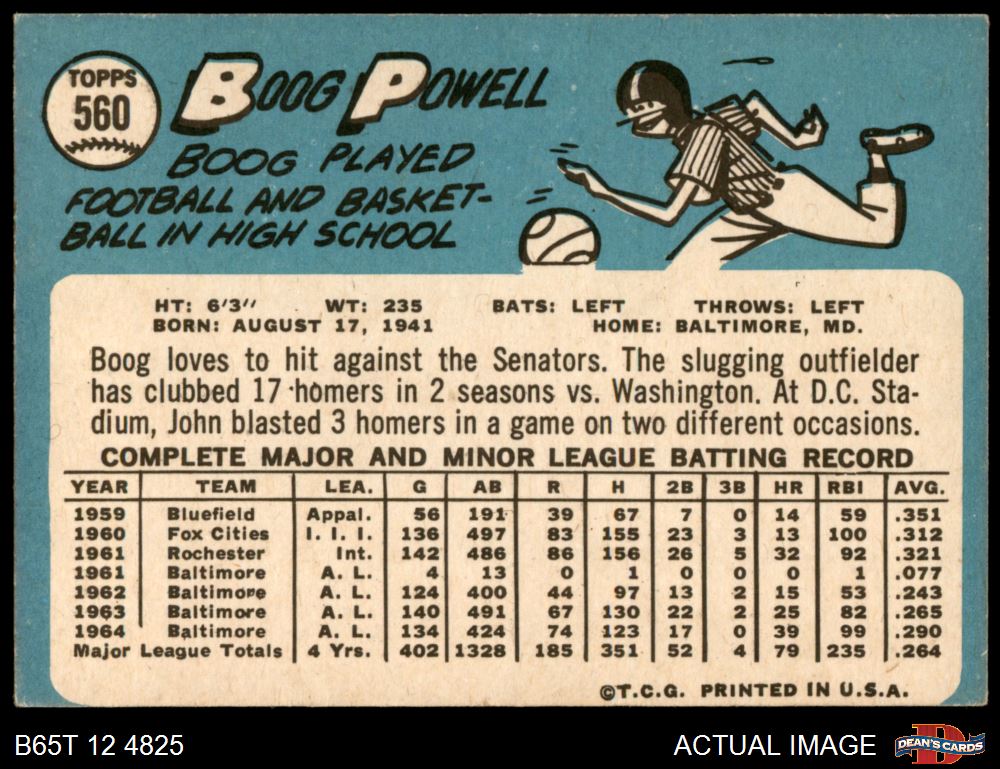 TOPPS
560
BOOG POWELL
BOOG PLAYED
FOOTBALL AND BASKET-
BALL IN HIGH SCHOOL
HT: 6'3" WT: 235 BATS: LEFT THROWS: LEFT
BORN: AUGUST 17, 1941 HOME: BALTIMORE, MD.
Boog loves to hit against the Senators. The slugging outfielder
has clubbed 17 homers in 2 seasons vs. Washington. At D.C. Sta-
dium, John blasted 3 homers in a game on two different occasions.
COMPLETE MAJOR AND MINOR LEAGUE BATTING RECORD
YEAR TEAM LEA. G AB R H 2B 3B HR RBI AVG.
1959 Bluefield Appal. 56 191 39 67 7 0 14 59 .351
1960 Fox Cities I. I. I. 136 497 83 155 23 3 13 100 .312
1961 Rochester Int. 142 486 86 156 26 5 32 92 .321
1961 Baltimore A. L. 4 13 0 1 0 0 0 1 .077
1962 Baltimore A. L. 124 400 44 97 13 2 15 53 .243
1963 Baltimore A. L. 140 491 67 130 22 2 25 82 .265
1964 Baltimore A. L. 134 424 74 123 17 0 39 99 .290
Major League Totals 4 Yrs. 402 1328 185 351 52 4 79 235 .264
©T.C.G. PRINTED IN U.S.A.
B65T 12 4825 ACTUAL IMAGE D DEAN'S CARDS